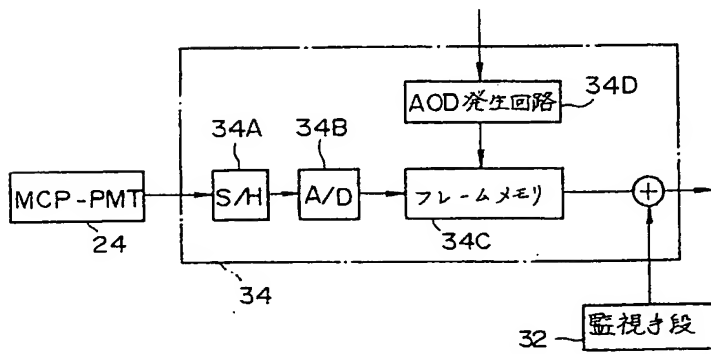 AOD発生回路
34D
34A
34B
MCP-PMT
S/H
A/D
フレームメモリ
+
24
34C
34
32
監視手段